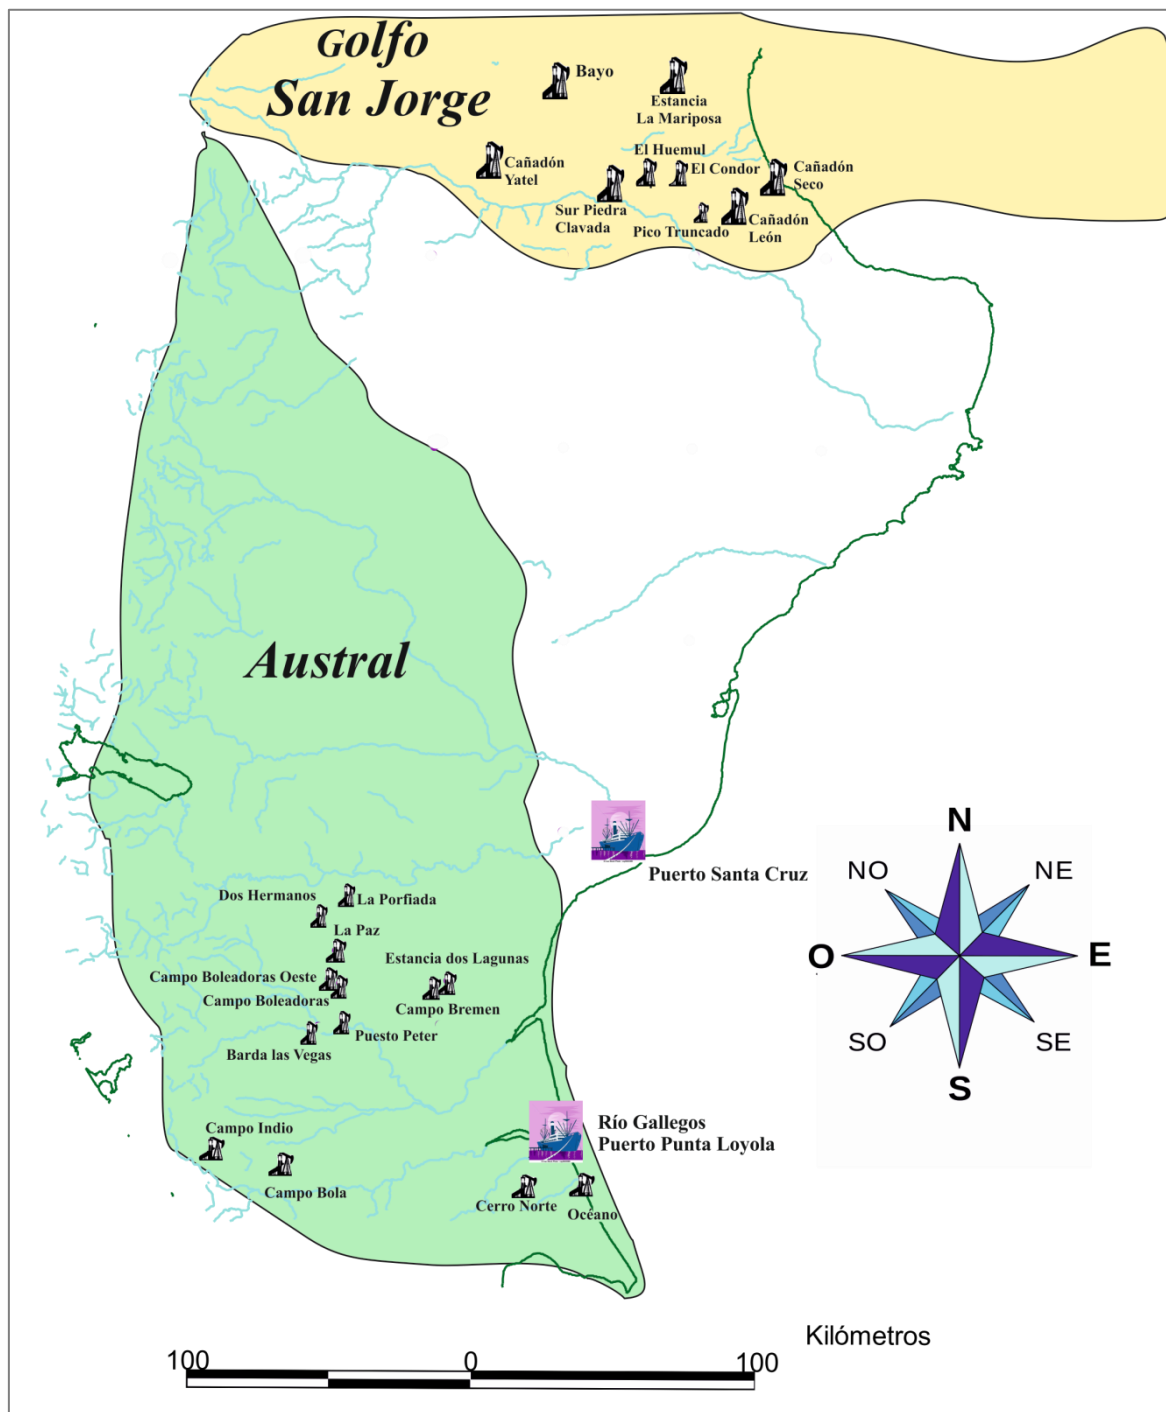 Golfo
San Jorge
Bayo
Estancia
La Mariposa
El Huemul
El Condor
Cañadón
Yatel
Cañadón
Seco
Sur Piedra
Clavada
Pico Truncado
Cañadón
León
Austral
Puerto Santa Cruz
Dos Hermanos
La Porfiada
La Paz
Estancia dos Lagunas
Campo Boleadoras Oeste
Campo Boleadoras
Campo Bremen
Puesto Peter
Barda las Vegas
Río Gallegos
Puerto Punta Loyola
Campo Indio
Campo Bola
Cerro Norte
Océano
N
NO
NE
O
E
SO
SE
S
Kilómetros
100
0
100